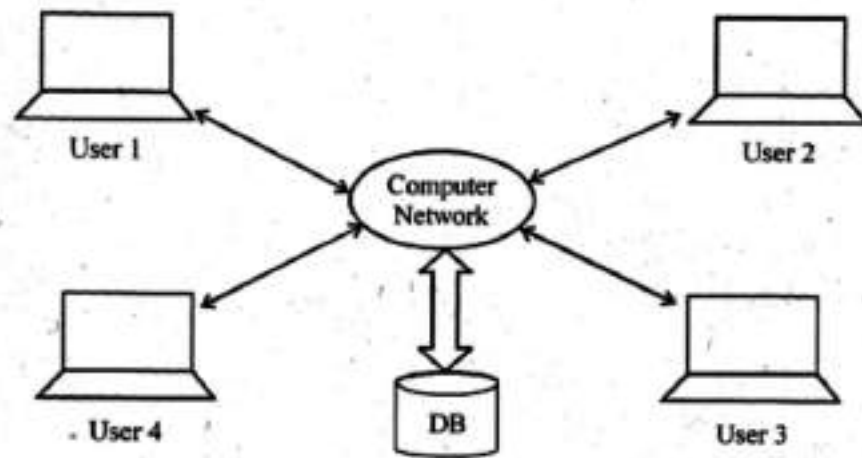 User 1
User 2
Computer
Network
User 4
DB
User 3